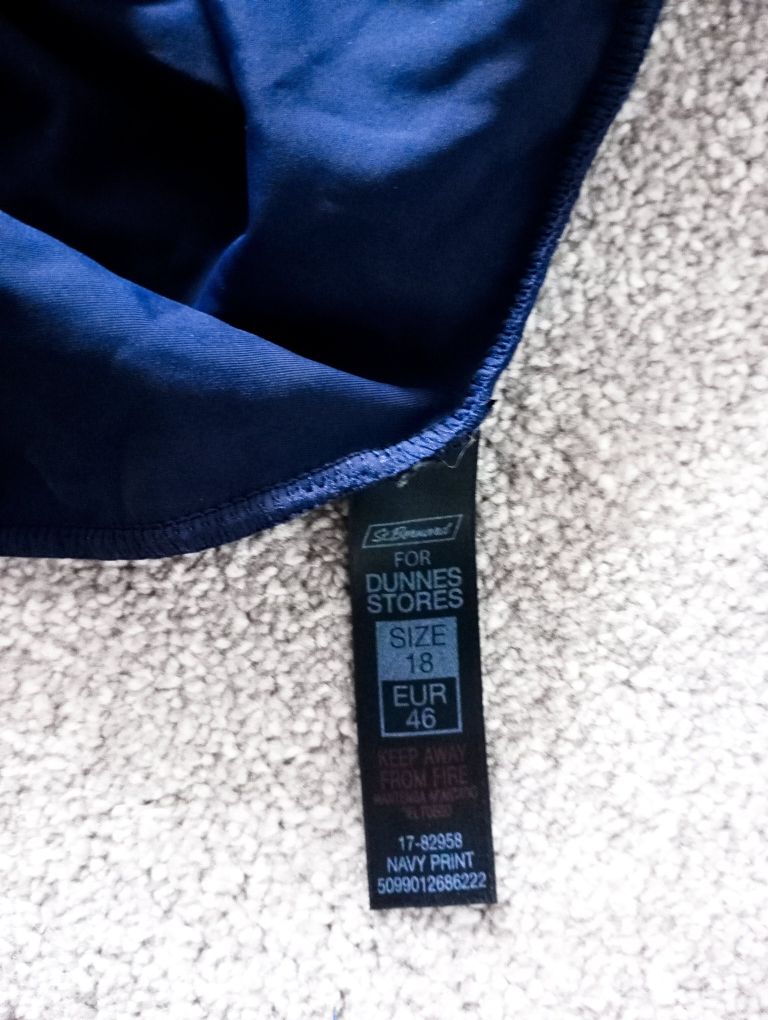 St.Bernard
FOR
DUNNES
STORES
SIZE
18
EUR
46
KEEP AWAY
FROM FIRE
17-82958
NAVY PRINT
5099012686222